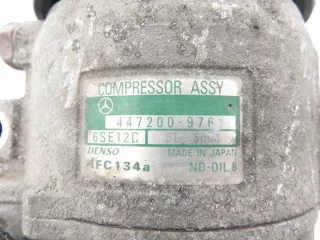 COMPRESSOR ASSY
447200-976
6SE12C
DENSO MADE IN JAPAN
HFC134a ND-OIL 8